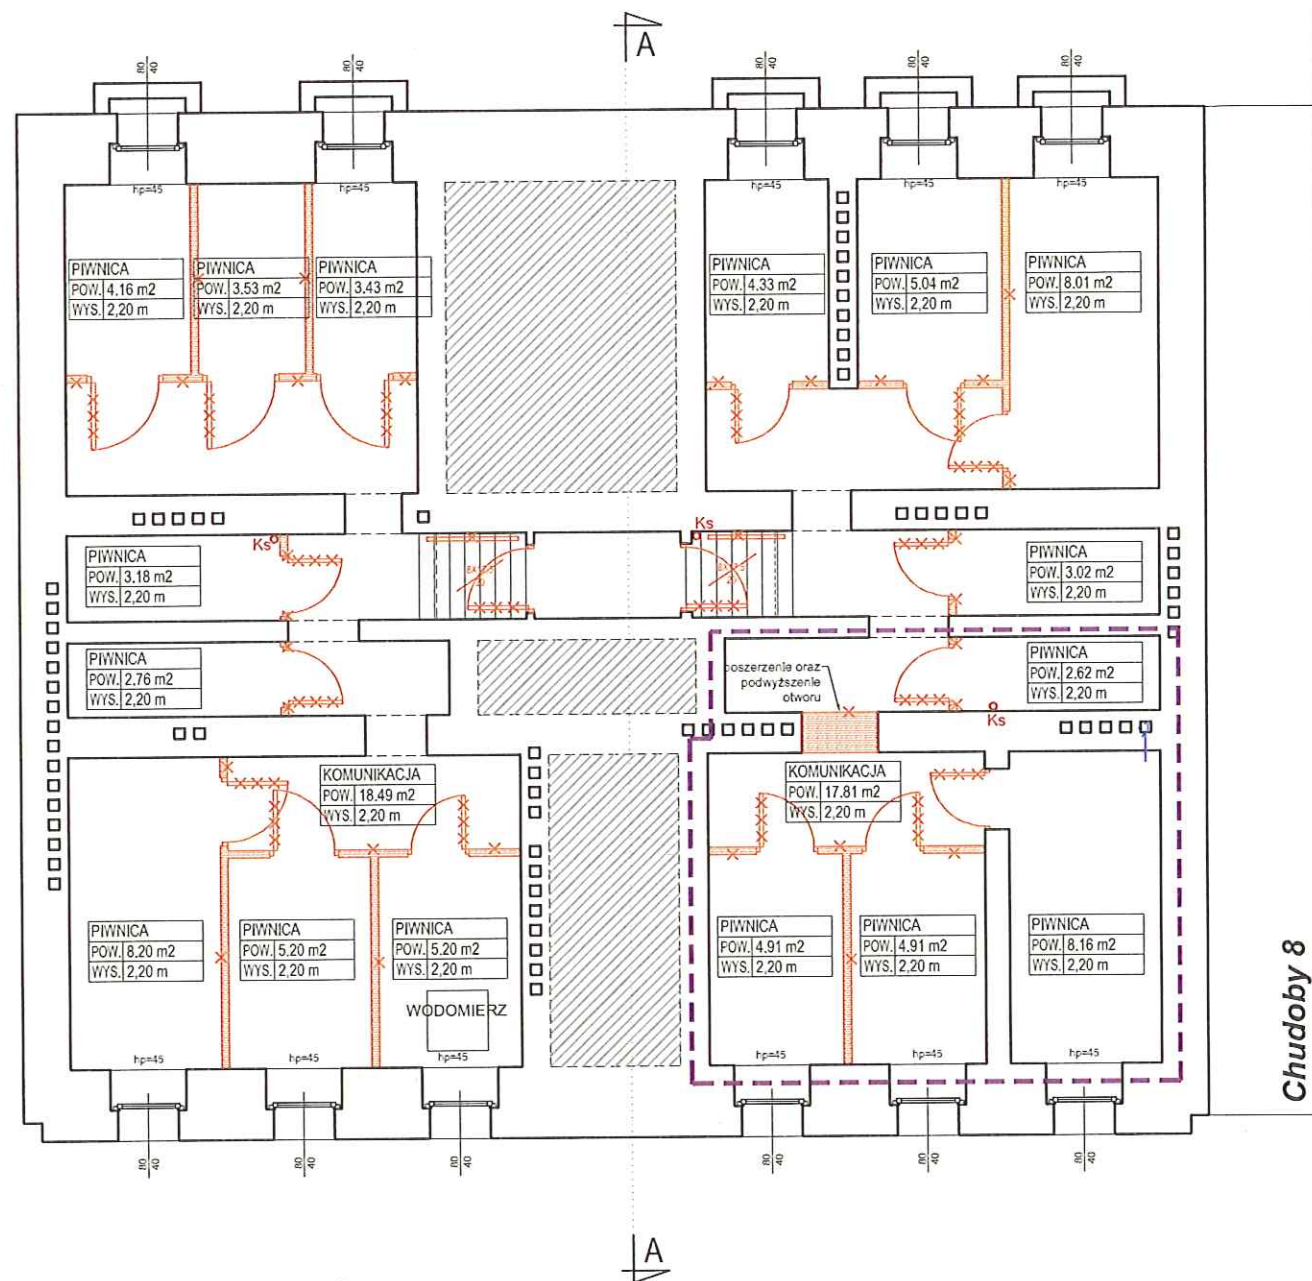 A
80 40
80 40
80 40
80 40
80 40
hp=45
hp=45
hp=45
hp=45
hp=45
PIWNICA
POW. 4.16 m2
WYS. 2,20 m
PIWNICA
POW. 3.53 m2
WYS. 2,20 m
PIWNICA
POW. 3.43 m2
WYS. 2,20 m
PIWNICA
POW. 4.33 m2
WYS. 2,20 m
PIWNICA
POW. 5.04 m2
WYS. 2,20 m
PIWNICA
POW. 8.01 m2
WYS. 2,20 m
Ks
Ks
PIWNICA
POW. 3.18 m2
WYS. 2,20 m
PIWNICA
POW. 3.02 m2
WYS. 2,20 m
PIWNICA
POW. 2.76 m2
WYS. 2,20 m
poszerzenie oraz
podwyższenie
otworu
PIWNICA
POW. 2.62 m2
WYS. 2,20 m
Ks
KOMUNIKACJA
POW. 18.49 m2
WYS. 2,20 m
KOMUNIKACJA
POW. 17.81 m2
WYS. 2,20 m
PIWNICA
POW. 8.20 m2
WYS. 2,20 m
PIWNICA
POW. 5.20 m2
WYS. 2,20 m
PIWNICA
POW. 5.20 m2
WYS. 2,20 m
PIWNICA
POW. 4.91 m2
WYS. 2,20 m
PIWNICA
POW. 4.91 m2
WYS. 2,20 m
PIWNICA
POW. 8.16 m2
WYS. 2,20 m
WODOMIERZ
hp=45
hp=45
hp=45
hp=45
hp=45
hp=45
80 40
80 40
80 40
80 40
80 40
80 40
Chudoby 8
A